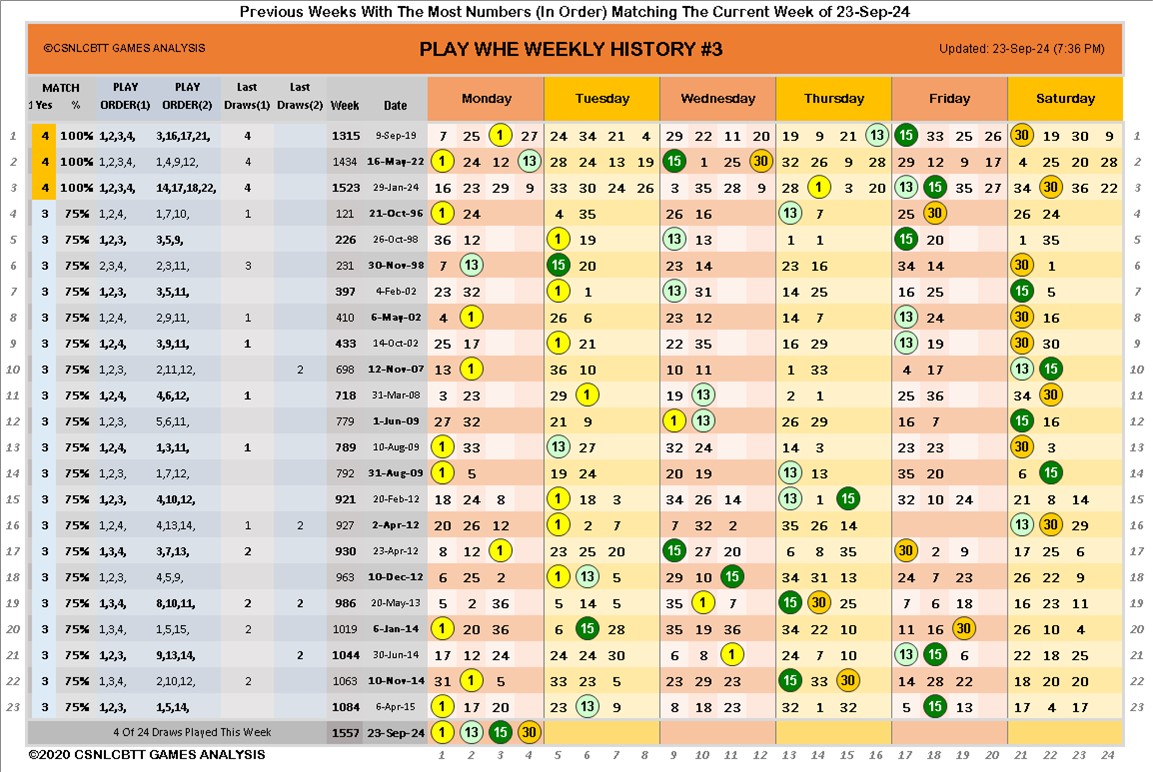 Previous Weeks With The Most Numbers (In Order) Matching The Current Week of 23-Sep-24
©CSNLCBTT GAMES ANALYSIS PLAY WHE WEEKLY HISTORY #3 Updated: 23-Sep-24 (7:36 PM)
MATCH PLAY PLAY Last Last
1 Yes % ORDER(1) ORDER(2) Draws(1) Draws(2) Week Date Monday Tuesday Wednesday Thursday Friday Saturday
1 4 100% 1,2,3,4, 3,16,17,21, 4 1315 9-Sep-19 7 25 1 27 24 34 21 4 29 22 11 20 19 9 21 13 15 33 25 26 30 19 30 9 1
2 4 100% 1,2,3,4, 1,4,9,12, 4 1434 16-May-22 1 24 12 13 28 24 13 19 15 1 25 30 32 26 9 28 29 12 9 17 4 25 20 28 2
3 4 100% 1,2,3,4, 14,17,18,22, 4 1523 29-Jan-24 16 23 29 9 33 30 24 26 3 35 28 9 28 1 3 20 13 15 35 27 34 30 36 22 3
4 3 75% 1,2,4, 1,7,10, 1 121 21-Oct-96 1 24 4 35 26 16 13 7 25 30 26 24 4
5 3 75% 1,2,3, 3,5,9, 226 26-Oct-98 36 12 1 19 13 13 1 1 15 20 1 35 5
6 3 75% 2,3,4, 2,3,11, 3 231 30-Nov-98 7 13 15 20 23 14 23 16 34 14 30 1 6
7 3 75% 1,2,3, 3,5,11, 397 4-Feb-02 23 32 1 1 13 31 14 25 16 25 15 5 7
8 3 75% 1,2,4, 2,9,11, 1 410 6-May-02 4 1 26 6 23 12 14 7 13 24 30 16 8
9 3 75% 1,2,4, 3,9,11, 1 433 14-Oct-02 25 17 1 21 22 35 16 29 13 19 30 30 9
10 3 75% 1,2,3, 2,11,12, 2 698 12-Nov-07 13 1 36 10 10 11 1 33 4 17 13 15 10
11 3 75% 1,2,4, 4,6,12, 1 718 31-Mar-08 3 23 29 1 19 13 2 1 25 36 34 30 11
12 3 75% 1,2,3, 5,6,11, 779 1-Jun-09 27 32 21 9 1 13 26 29 16 7 15 16 12
13 3 75% 1,2,4, 1,3,11, 1 789 10-Aug-09 1 33 13 27 32 24 14 3 23 23 30 3 13
14 3 75% 1,2,3, 1,7,12, 792 31-Aug-09 1 5 19 24 20 19 13 13 35 20 6 15 14
15 3 75% 1,2,3, 4,10,12, 921 20-Feb-12 18 24 8 1 18 3 34 26 14 13 1 15 32 10 24 21 8 14 15
16 3 75% 1,2,4, 4,13,14, 1 2 927 2-Apr-12 20 26 12 1 2 7 7 32 2 35 26 14 13 30 29 16
17 3 75% 1,3,4, 3,7,13, 2 930 23-Apr-12 8 12 1 23 25 20 15 27 20 6 8 35 30 2 9 17 25 6 17
18 3 75% 1,2,3, 4,5,9, 963 10-Dec-12 6 25 2 1 13 5 29 10 15 34 31 13 24 7 23 26 22 9 18
19 3 75% 1,3,4, 8,10,11, 2 2 986 20-May-13 5 2 36 5 14 5 35 1 7 15 30 25 7 6 18 16 23 11 19
20 3 75% 1,3,4, 1,5,15, 2 1019 6-Jan-14 1 20 36 6 15 28 35 19 36 34 22 10 11 16 30 26 10 4 20
21 3 75% 1,2,3, 9,13,14, 2 1044 30-Jun-14 17 12 24 24 24 30 6 8 1 24 7 10 13 15 6 22 18 25 21
22 3 75% 1,3,4, 2,10,12, 2 1063 10-Nov-14 31 1 5 33 23 5 23 29 23 15 33 30 14 28 22 18 20 20 22
23 3 75% 1,2,3, 1,5,14, 1084 6-Apr-15 1 17 20 23 13 9 8 18 23 32 1 32 5 15 13 17 4 17 23
4 Of 24 Draws Played This Week 1557 23-Sep-24 1 13 15 30
©2020 CSNLCBTT GAMES ANALYSIS 1 2 3 4 5 6 7 8 9 10 11 12 13 14 15 16 17 18 19 20 21 22 23 24